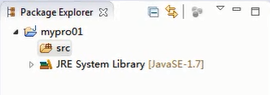 Package Explorer
mypro01
src
JRE System Library [JavaSE-1.7]